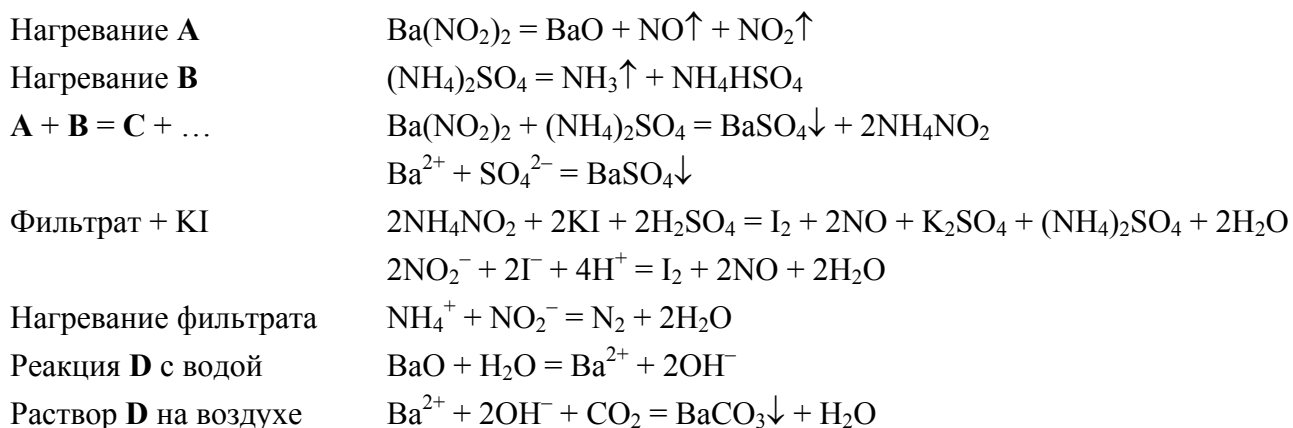 Нагревание A Ba(NO₂)₂ = BaO + NO↑ + NO₂↑
Нагревание B (NH₄)₂SO₄ = NH₃↑ + NH₄HSO₄
A + B = C + … Ba(NO₂)₂ + (NH₄)₂SO₄ = BaSO₄↓ + 2NH₄NO₂
Ba²⁺ + SO₄²⁻ = BaSO₄↓
Фильтрат + KI 2NH₄NO₂ + 2KI + 2H₂SO₄ = I₂ + 2NO + K₂SO₄ + (NH₄)₂SO₄ + 2H₂O
2NO₂⁻ + 2I⁻ + 4H⁺ = I₂ + 2NO + 2H₂O
Нагревание фильтрата NH₄⁺ + NO₂⁻ = N₂ + 2H₂O
Реакция D с водой BaO + H₂O = Ba²⁺ + 2OH⁻
Раствор D на воздухе Ba²⁺ + 2OH⁻ + CO₂ = BaCO₃↓ + H₂O